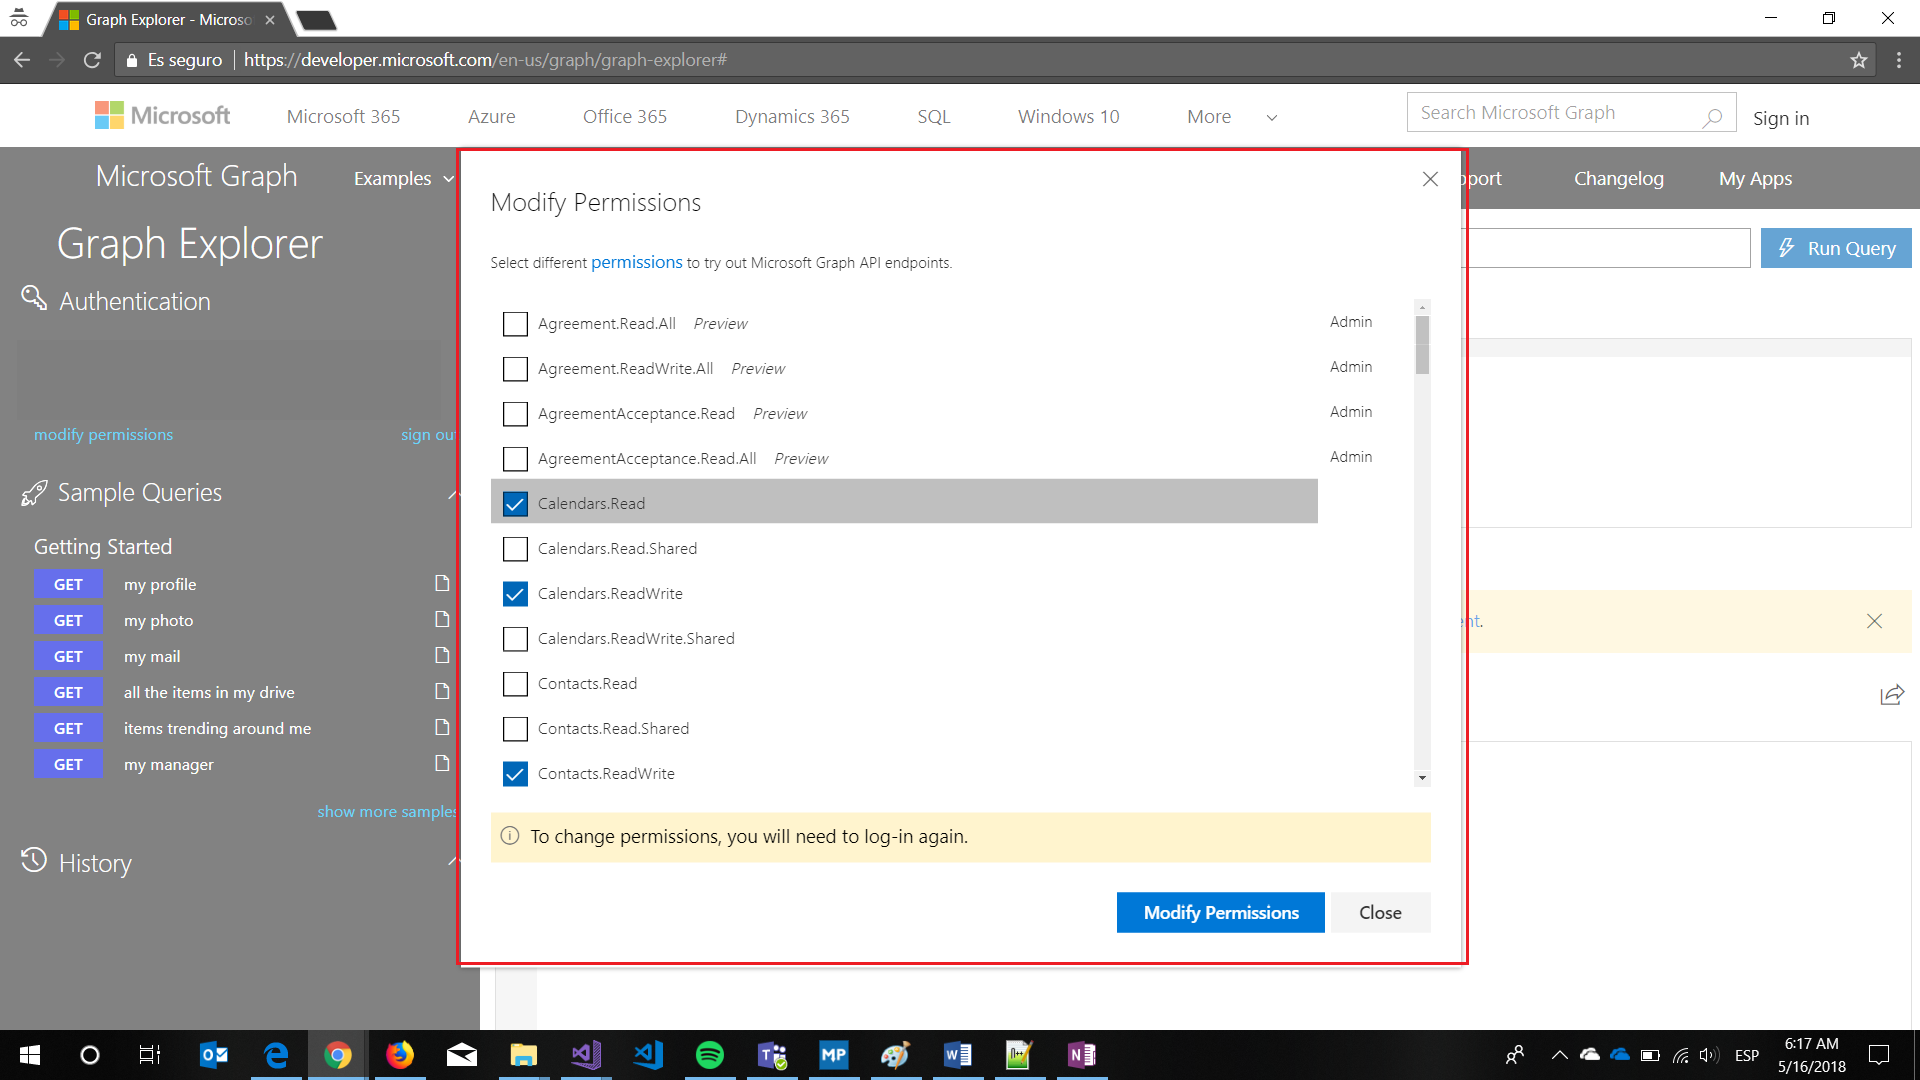 Graph Explorer - Microso
Es seguro | https://developer.microsoft.com/en-us/graph/graph-explorer#
Microsoft
Microsoft 365
Azure
Office 365
Dynamics 365
SQL
Windows 10
More
Search Microsoft Graph
Sign in
Microsoft Graph
Examples
pport
Changelog
My Apps
Graph Explorer
Run Query
Authentication
modify permissions
sign out
Sample Queries
Getting Started
GET my profile
GET my photo
GET my mail
GET all the items in my drive
GET items trending around me
GET my manager
show more samples
History
Modify Permissions
Select different permissions to try out Microsoft Graph API endpoints.
Agreement.Read.All Preview Admin
Agreement.ReadWrite.All Preview Admin
AgreementAcceptance.Read Preview Admin
AgreementAcceptance.Read.All Preview Admin
Calendars.Read
Calendars.Read.Shared
Calendars.ReadWrite
Calendars.ReadWrite.Shared
Contacts.Read
Contacts.Read.Shared
Contacts.ReadWrite
To change permissions, you will need to log-in again.
Modify Permissions
Close
ent.
MP
ESP
6:17 AM
5/16/2018